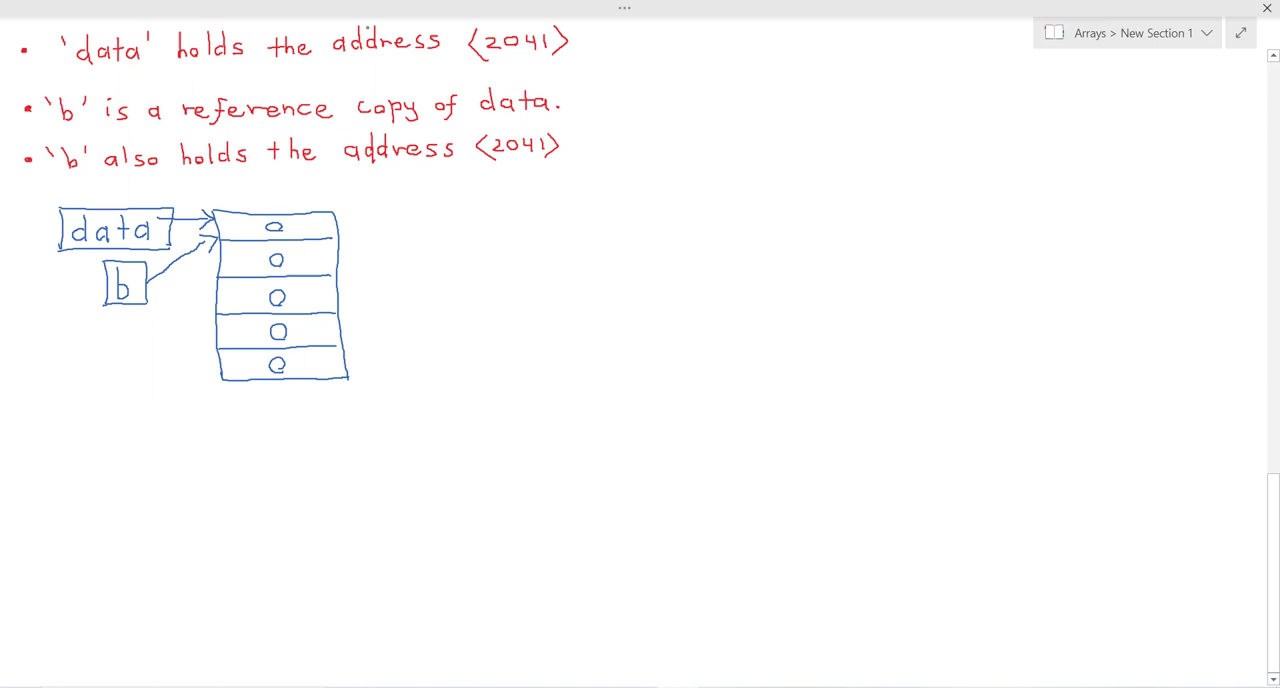 ...
Arrays > New Section 1
• 'data' holds the address <2041>
• 'b' is a reference copy of data.
• 'b' also holds the address <2041>
data
b
0
0
0
0
0